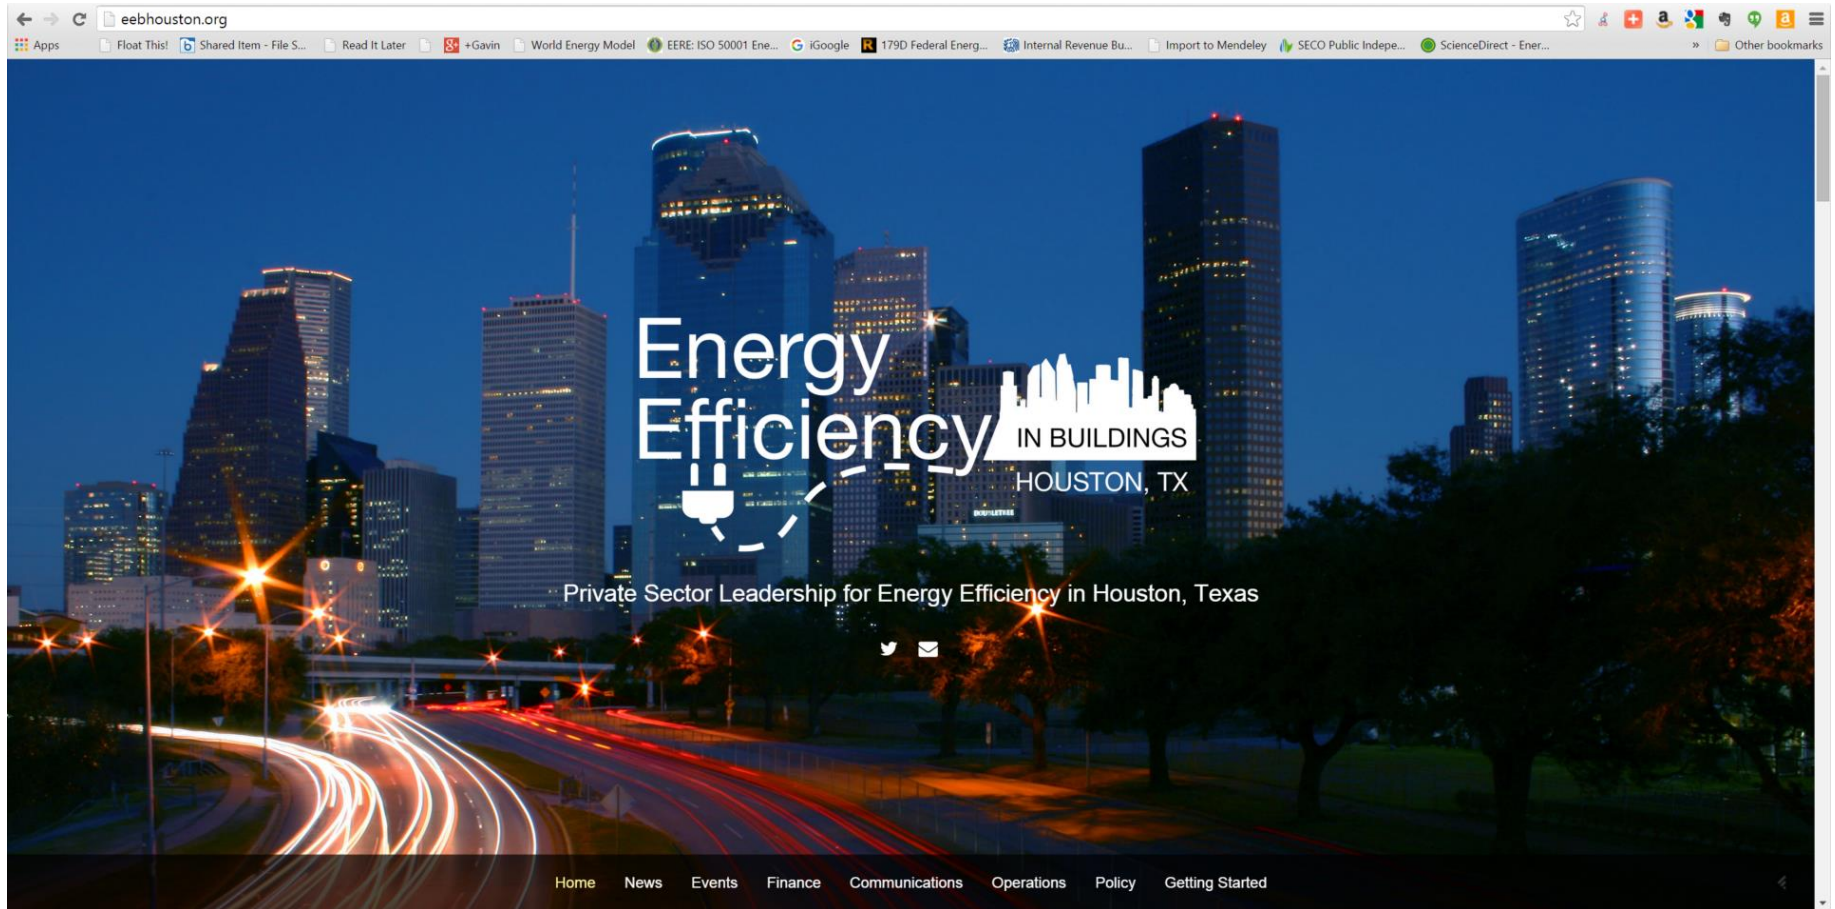 eebhouston.org
Apps Float This! Shared Item - File S... Read It Later +Gavin World Energy Model EERE: ISO 50001 Ene... iGoogle 179D Federal Energ... Internal Revenue Bu... Import to Mendeley SECO Public Indepe... ScienceDirect - Ener... » Other bookmarks
Energy
Efficiency
IN BUILDINGS
HOUSTON, TX
DOUBLETREE
Private Sector Leadership for Energy Efficiency in Houston, Texas
Home News Events Finance Communications Operations Policy Getting Started